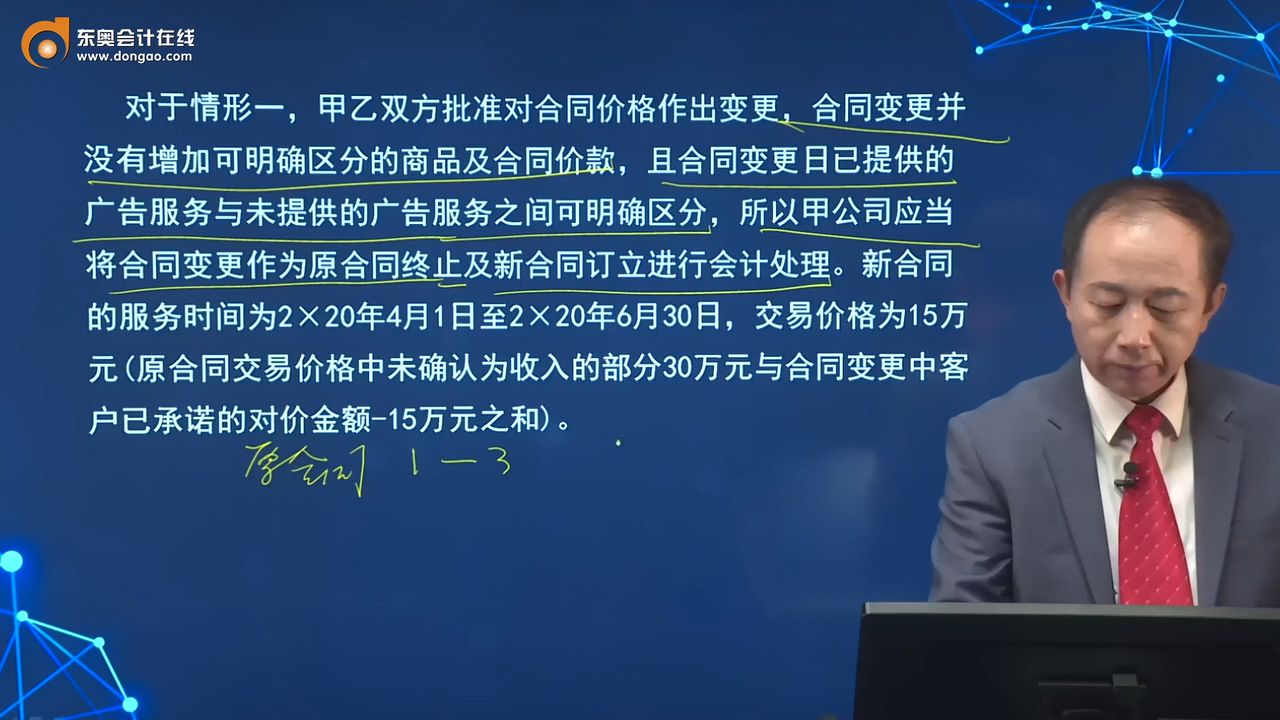 东奥会计在线
www.dongao.com
对于情形一，甲乙双方批准对合同价格作出变更，合同变更并
没有增加可明确区分的商品及合同价款，且合同变更日已提供的
广告服务与未提供的广告服务之间可明确区分，所以甲公司应当
将合同变更作为原合同终止及新合同订立进行会计处理。新合同
的服务时间为2×20年4月1日至2×20年6月30日，交易价格为15万
元(原合同交易价格中未确认为收入的部分30万元与合同变更中客
户已承诺的对价金额-15万元之和)。
原合同 1—3